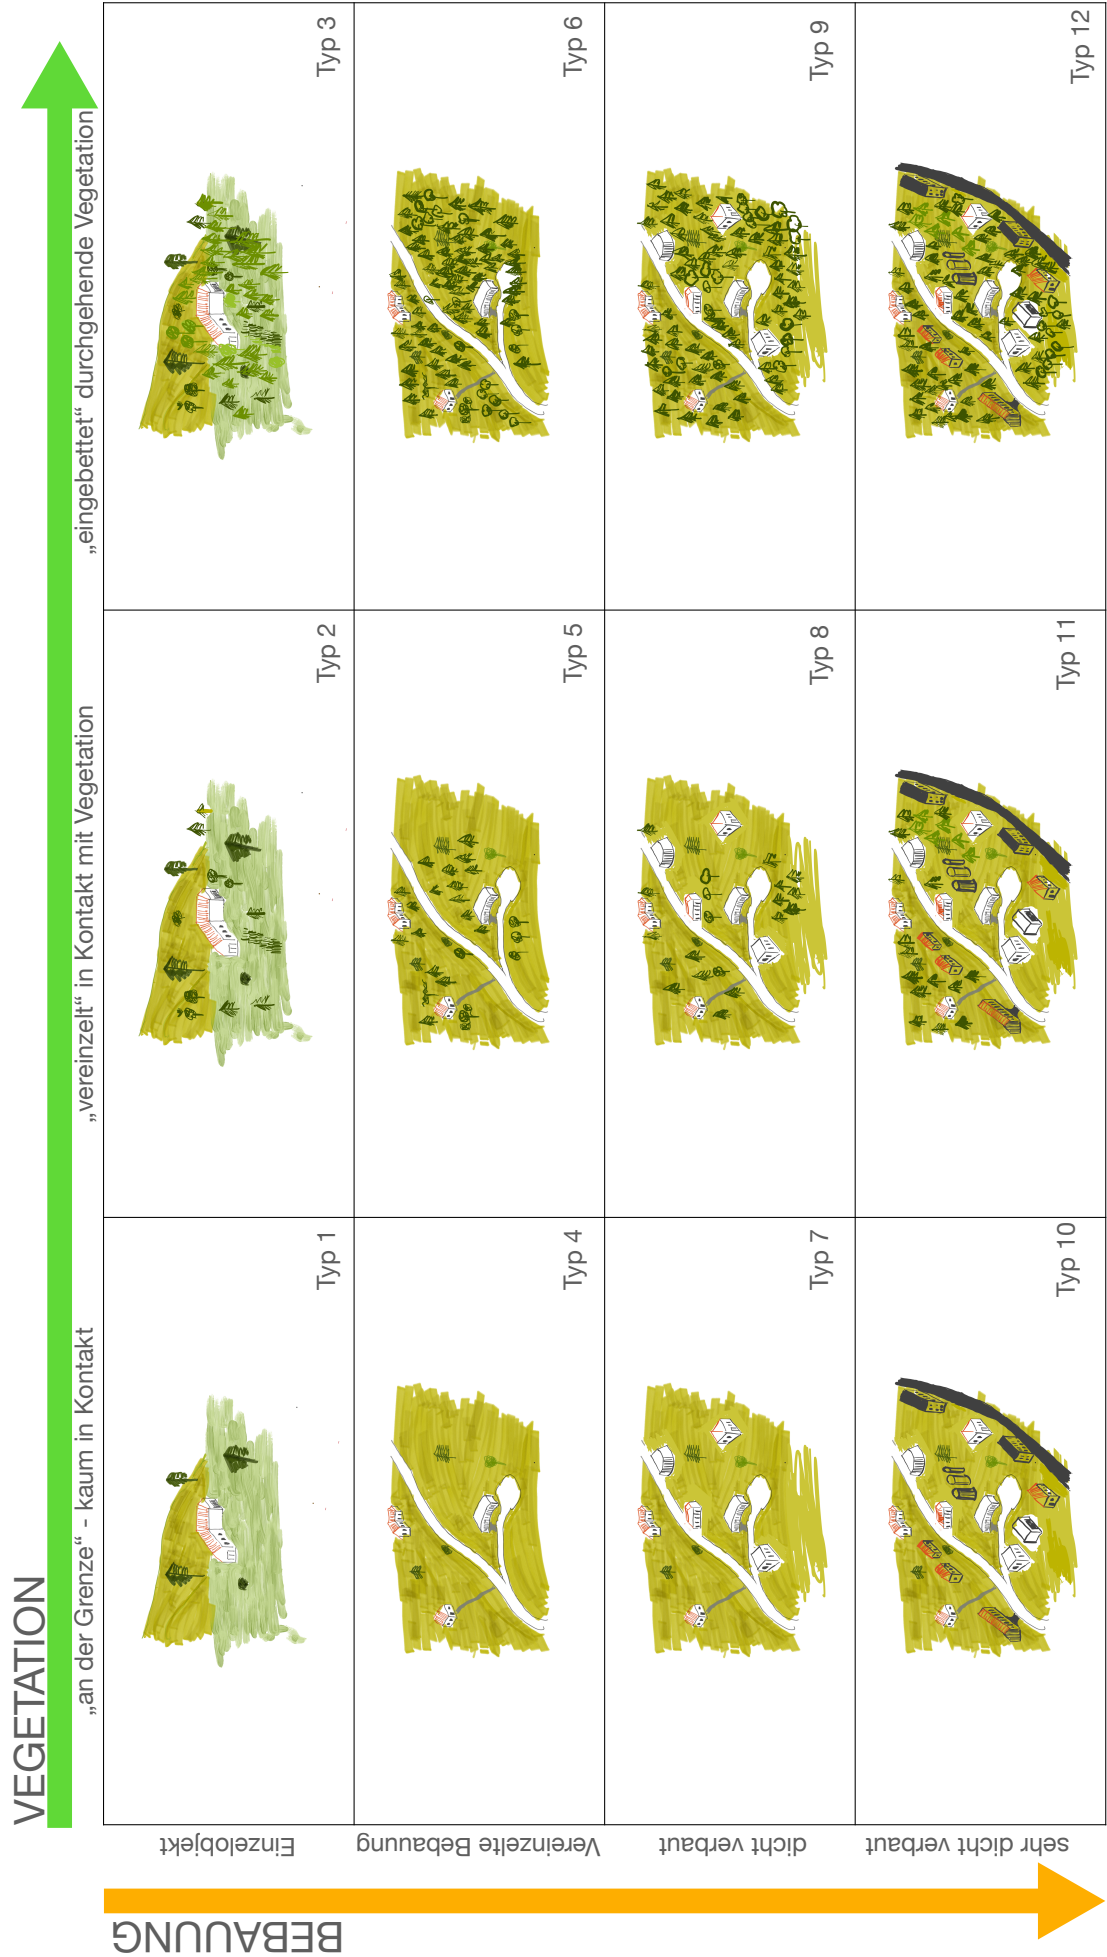 VEGETATION
„an der Grenze“ - kaum in Kontakt
„vereinzelt“ in Kontakt mit Vegetation
„eingebettet“ durchgehende Vegetation
BEBAUUNG
Einzelobjekt
Typ 1
Typ 2
Typ 3
Vereinzelte Bebauung
Typ 4
Typ 5
Typ 6
dicht verbaut
Typ 7
Typ 8
Typ 9
sehr dicht verbaut
Typ 10
Typ 11
Typ 12